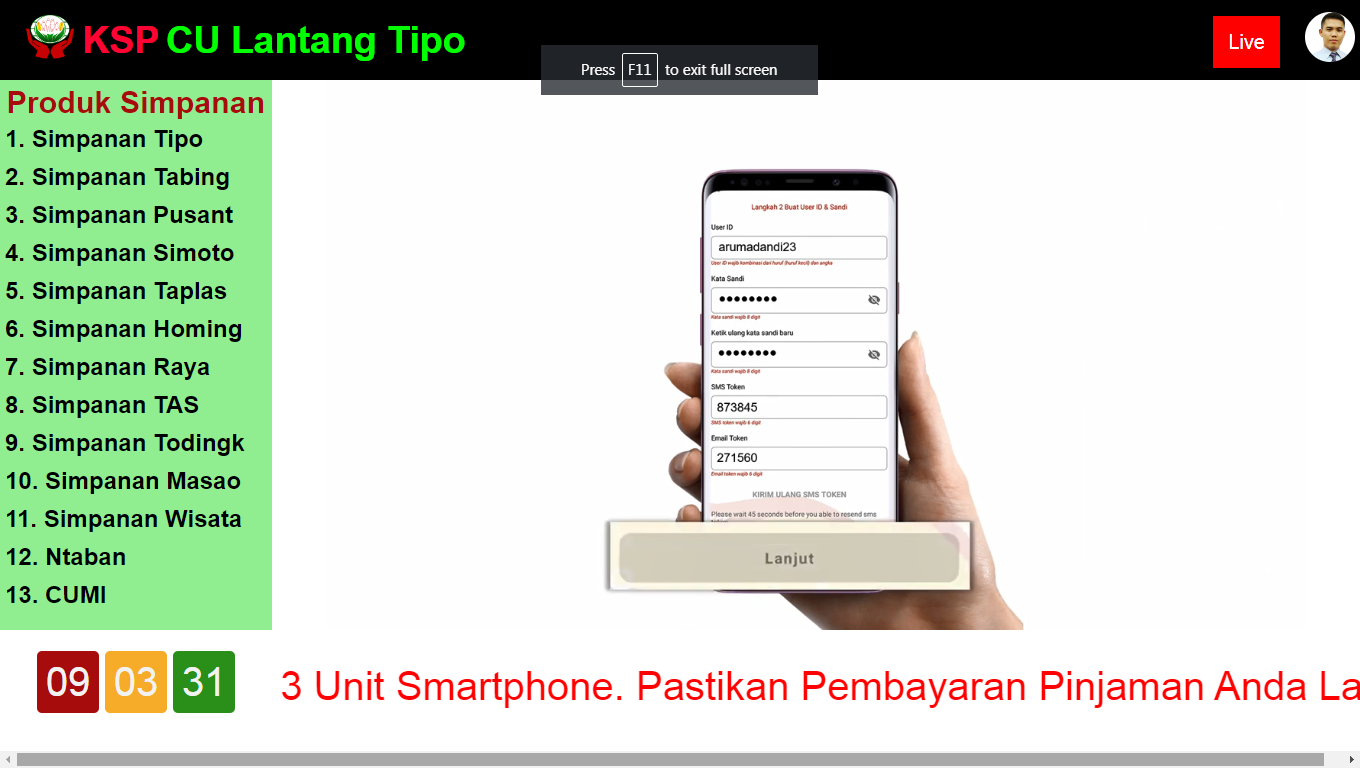 KSP CU Lantang Tipo
Live
Press F11 to exit full screen
Produk Simpanan
1. Simpanan Tipo
2. Simpanan Tabing
3. Simpanan Pusant
4. Simpanan Simoto
5. Simpanan Taplas
6. Simpanan Homing
7. Simpanan Raya
8. Simpanan TAS
9. Simpanan Todingk
10. Simpanan Masao
11. Simpanan Wisata
12. Ntaban
13. CUMI
Langkah 2 Buat User ID & Sandi
User ID
arumadandi23
User ID wajib kombinasi dari huruf (huruf kecil) dan angka
Kata Sandi
••••••••
Kata sandi wajib 8 digit
Ketik ulang kata sandi baru
••••••••
Kata sandi wajib 8 digit
SMS Token
873845
SMS token wajib 6 digit
Email Token
271560
Email token wajib 6 digit
KIRIM ULANG SMS TOKEN
Please wait 45 seconds before you able to resend sms
Lanjut
09 03 31
3 Unit Smartphone. Pastikan Pembayaran Pinjaman Anda La